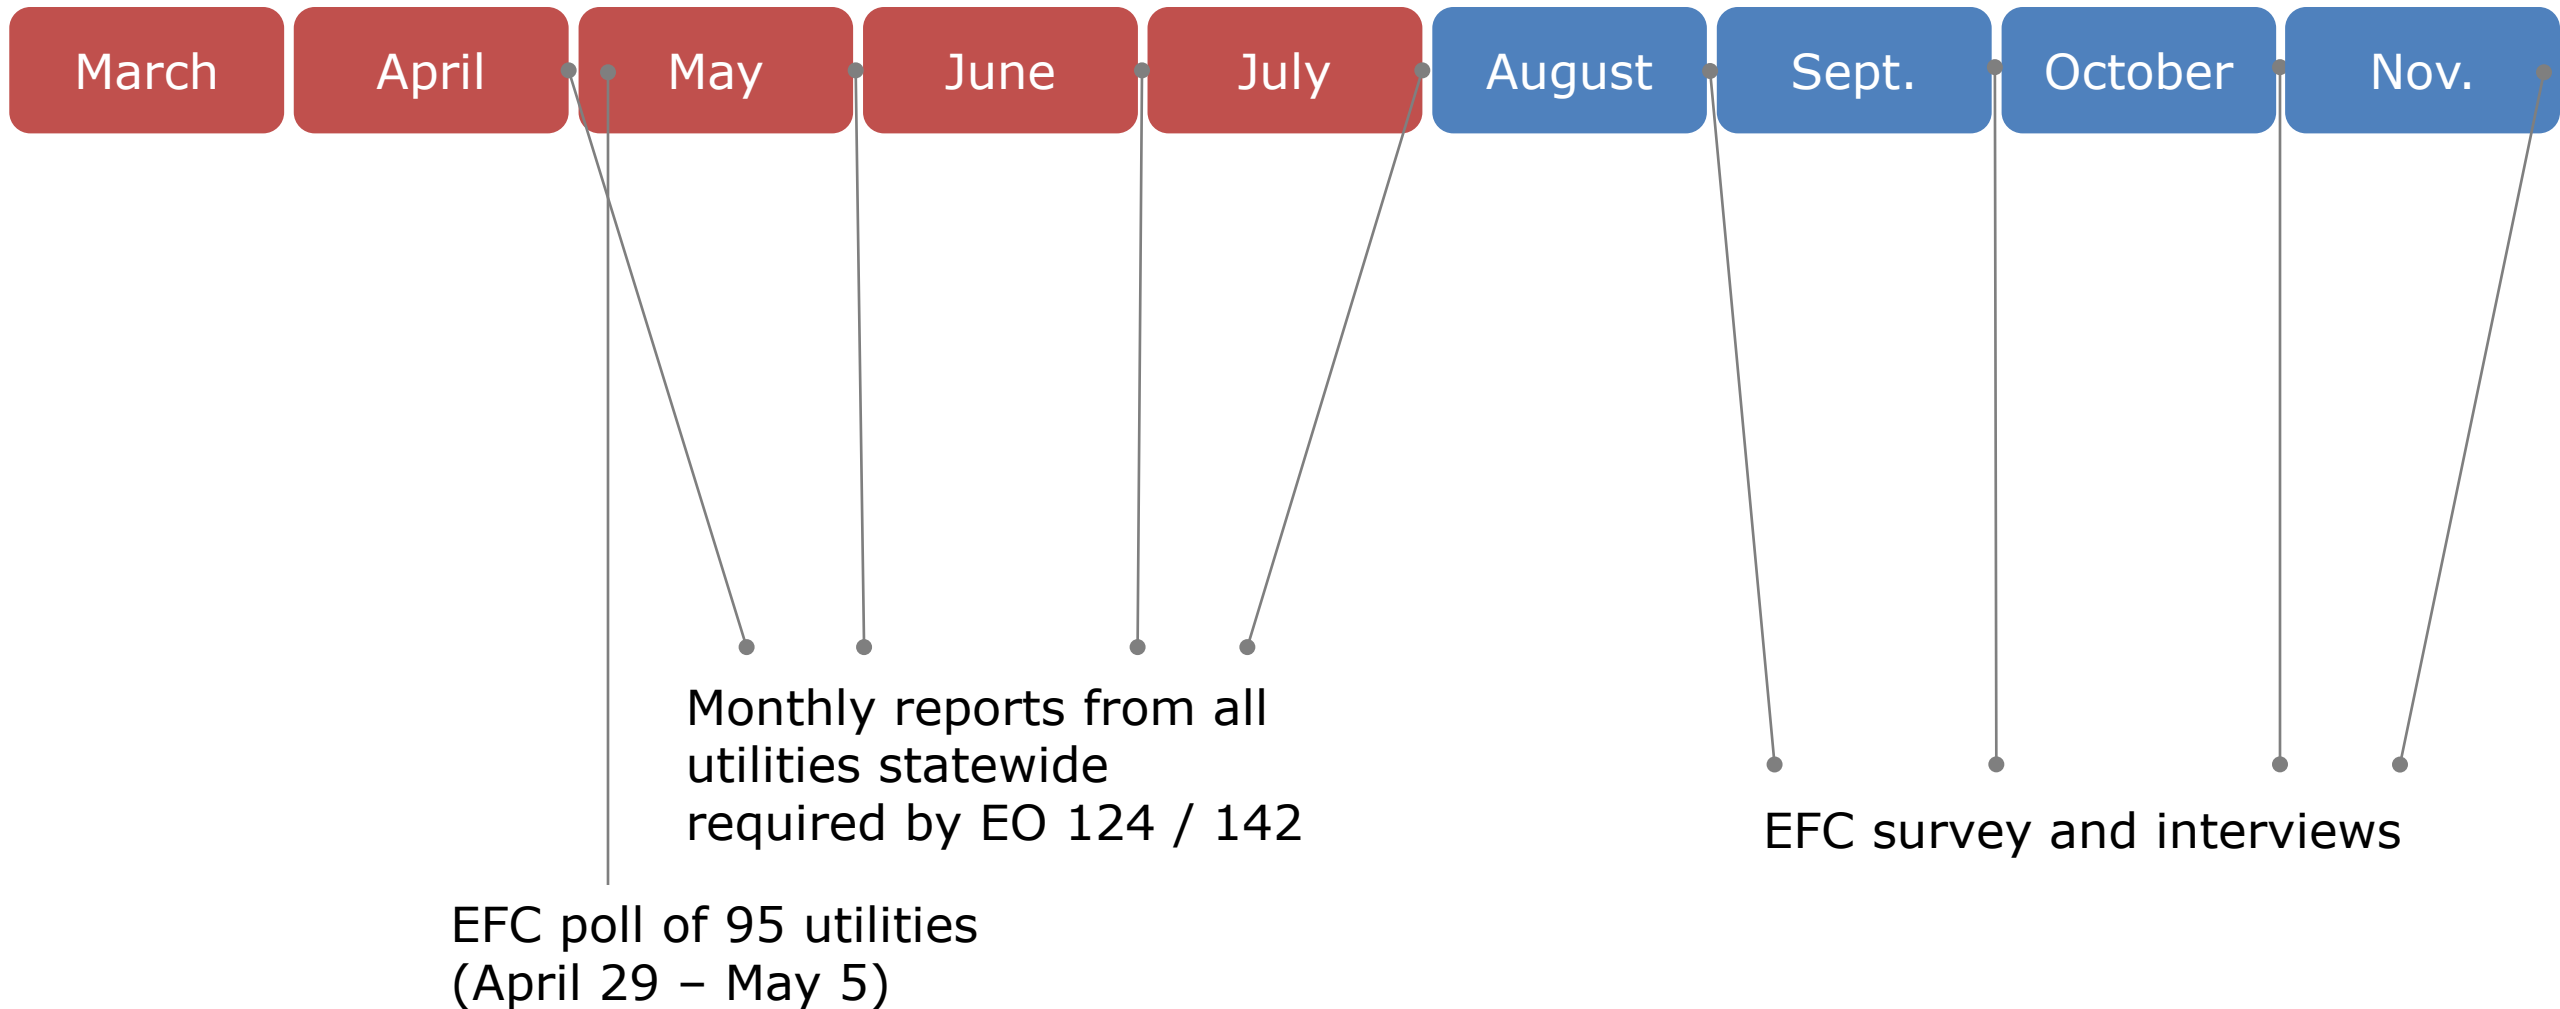 March
April
May
June
July
August
Sept.
October
Nov.
Monthly reports from all
utilities statewide
required by EO 124 / 142
EFC survey and interviews
EFC poll of 95 utilities
(April 29 – May 5)